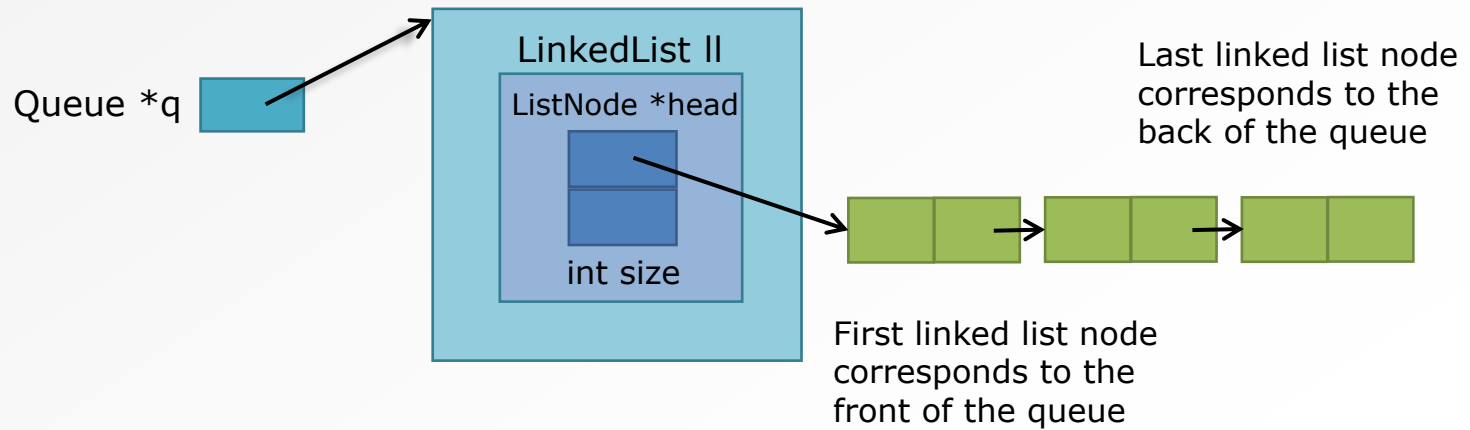 Queue *q
LinkedList ll
ListNode *head
int size
Last linked list node
corresponds to the
back of the queue
First linked list node
corresponds to the
front of the queue